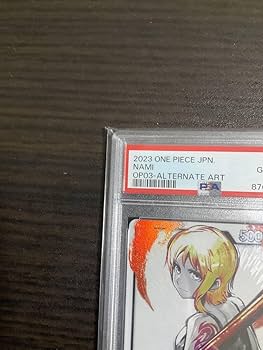 2023 ONE PIECE JPN.
NAMI
OP03-ALTERNATE ART
PSA